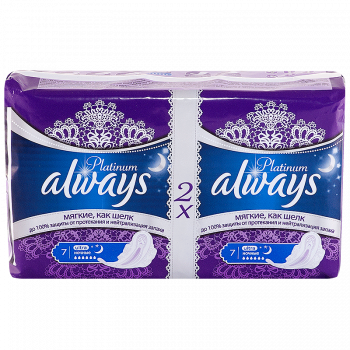 Platinum
always
мягкие, как шелк
до 100% защиты от протекания и нейтрализация запаха
7 ultra
ночные
2x
Platinum
always
мягкие, как шелк
до 100% защиты от протекания и нейтрализация запаха
7 ultra
ночные